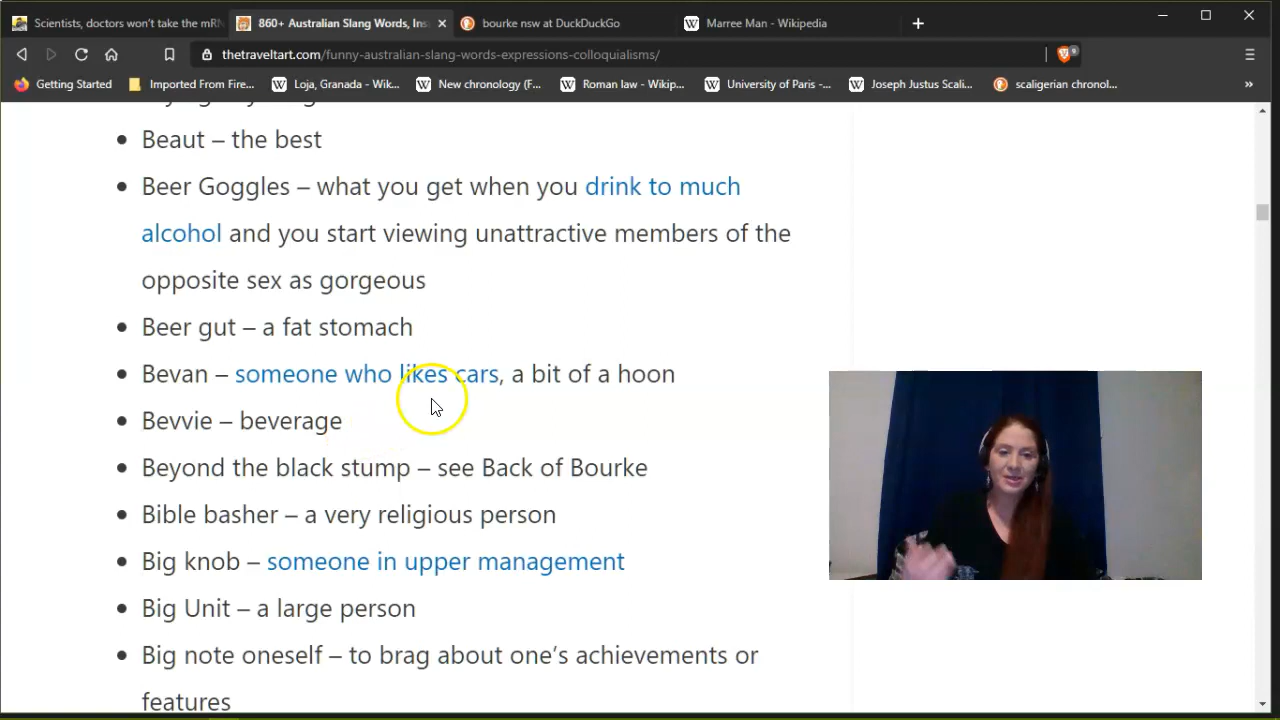 Scientists, doctors won't take the mRN
860+ Australian Slang Words, Ins
bourke nsw at DuckDuckGo
Marree Man - Wikipedia
thetraveltart.com/funny-australian-slang-words-expressions-colloquialisms/
9
Getting Started
Imported From Fire...
Loja, Granada - Wik...
New chronology (F...
Roman law - Wikip...
University of Paris -...
Joseph Justus Scali...
scaligerian chronol...
• Beaut – the best
• Beer Goggles – what you get when you drink to much
alcohol and you start viewing unattractive members of the
opposite sex as gorgeous
• Beer gut – a fat stomach
• Bevan – someone who likes cars, a bit of a hoon
• Bevvie – beverage
• Beyond the black stump – see Back of Bourke
• Bible basher – a very religious person
• Big knob – someone in upper management
• Big Unit – a large person
• Big note oneself – to brag about one's achievements or
features